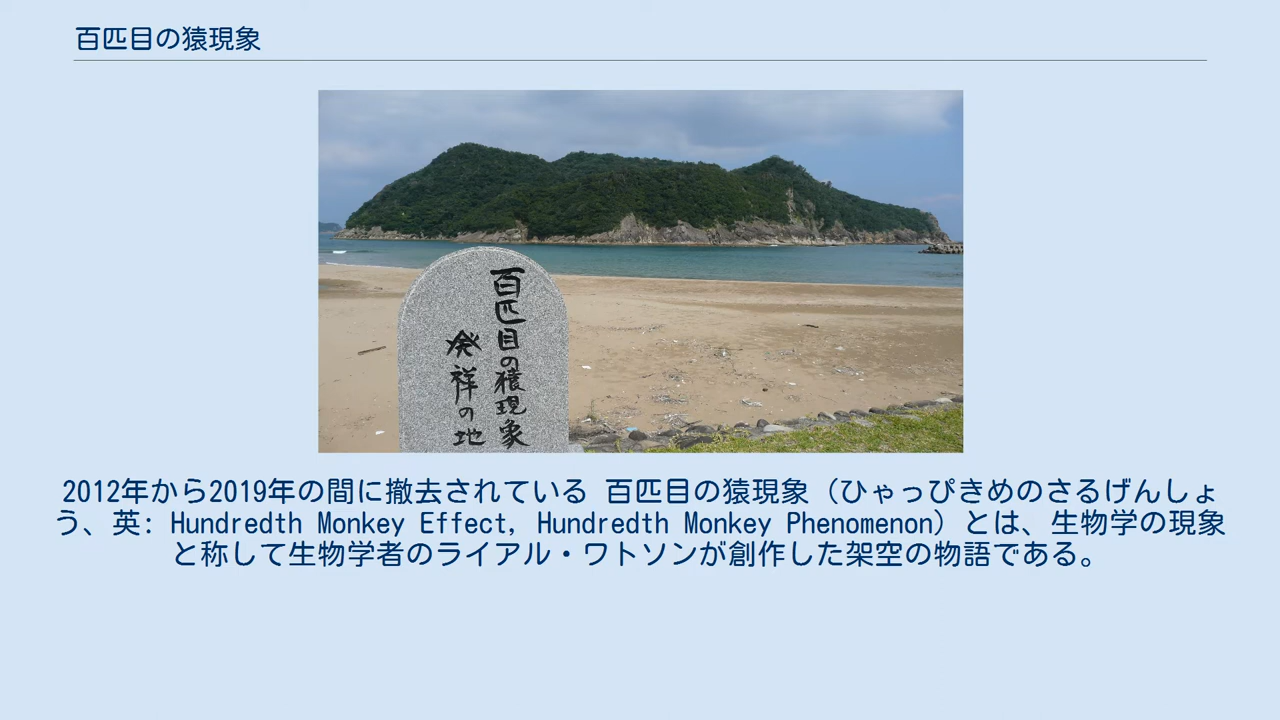 百匹目の猿現象
百匹目の猿現象
発祥の地
2012年から2019年の間に撤去されている 百匹目の猿現象（ひゃっぴきめのさるげんしょ
う、英: Hundredth Monkey Effect, Hundredth Monkey Phenomenon）とは、生物学の現象
と称して生物学者のライアル・ワトソンが創作した架空の物語である。